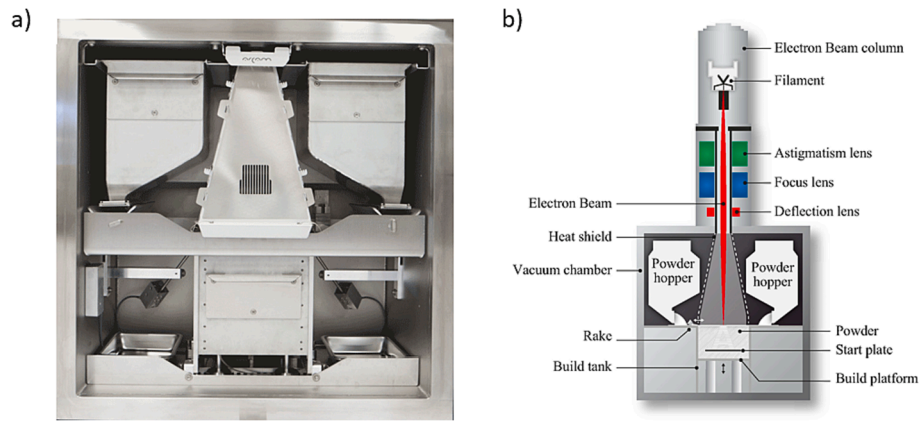 a)
b)
Electron Beam column
Filament
Astigmatism lens
Focus lens
Electron Beam
Deflection lens
Heat shield
Vacuum chamber
Powder
hopper
Powder
hopper
Rake
Powder
Start plate
Build tank
Build platform